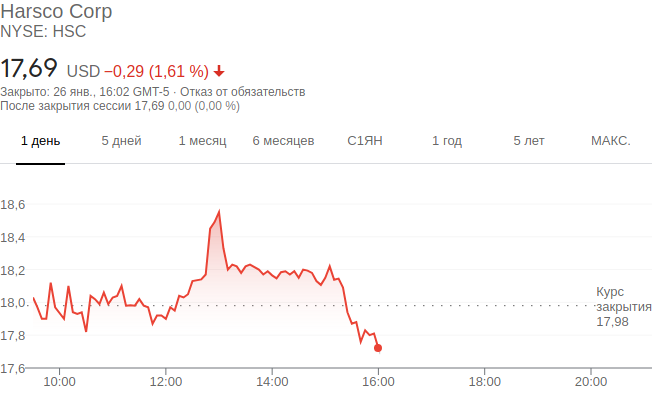 Harsco Corp
NYSE: HSC
17,69 USD −0,29 (1,61 %)
Закрыто: 26 янв., 16:02 GMT-5 · Отказ от обязательств
После закрытия сессии 17,69 0,00 (0,00 %)
1 день 5 дней 1 месяц 6 месяцев С1ЯН 1 год 5 лет МАКС.
18,6
18,4
18,2
18,0
17,8
17,6
Курс
закрытия
17,98
10:00 12:00 14:00 16:00 18:00 20:00